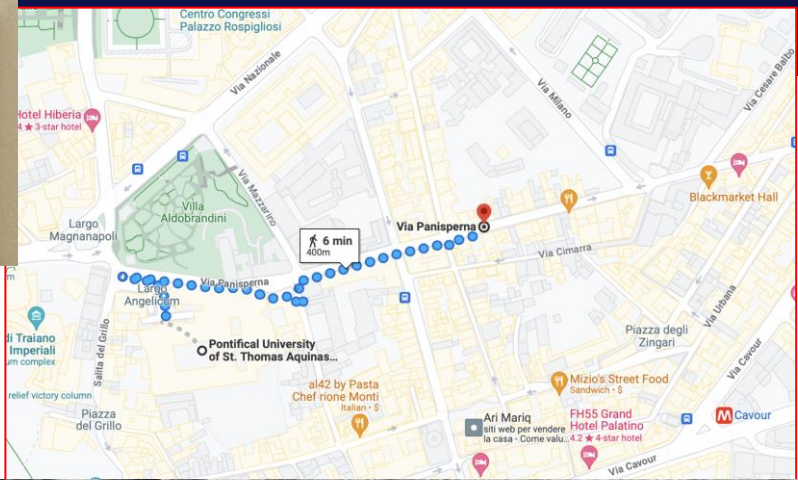 Centro Congressi
Palazzo Rospigliosi
Via Nazionale
Via Milano
Via Cesare Balbo
Hotel Hiberia
4 ★ 3-star hotel
Via Mazzarino
Villa
Aldobrandini
Blackmarket Hall
Largo
Magnanapoli
Via Panisperna
6 min
400m
Via Cimarra
Via Panisperna
Largo
Angelicum
Via Urbana
di Traiano
Imperiali
um complex
Salita del Grillo
Pontifical University
of St. Thomas Aquinas...
Piazza degli
Zingari
Via Cavour
relief victory column
al42 by Pasta
Chef rione Monti
Italian · $
Mizio's Street Food
Sandwich · $
Piazza
del Grillo
Ari Mariq
siti web per vendere
la casa - Come valu...
FH55 Grand
Hotel Palatino
4.2 ★ 4-star hotel
M Cavour
Via Cavour